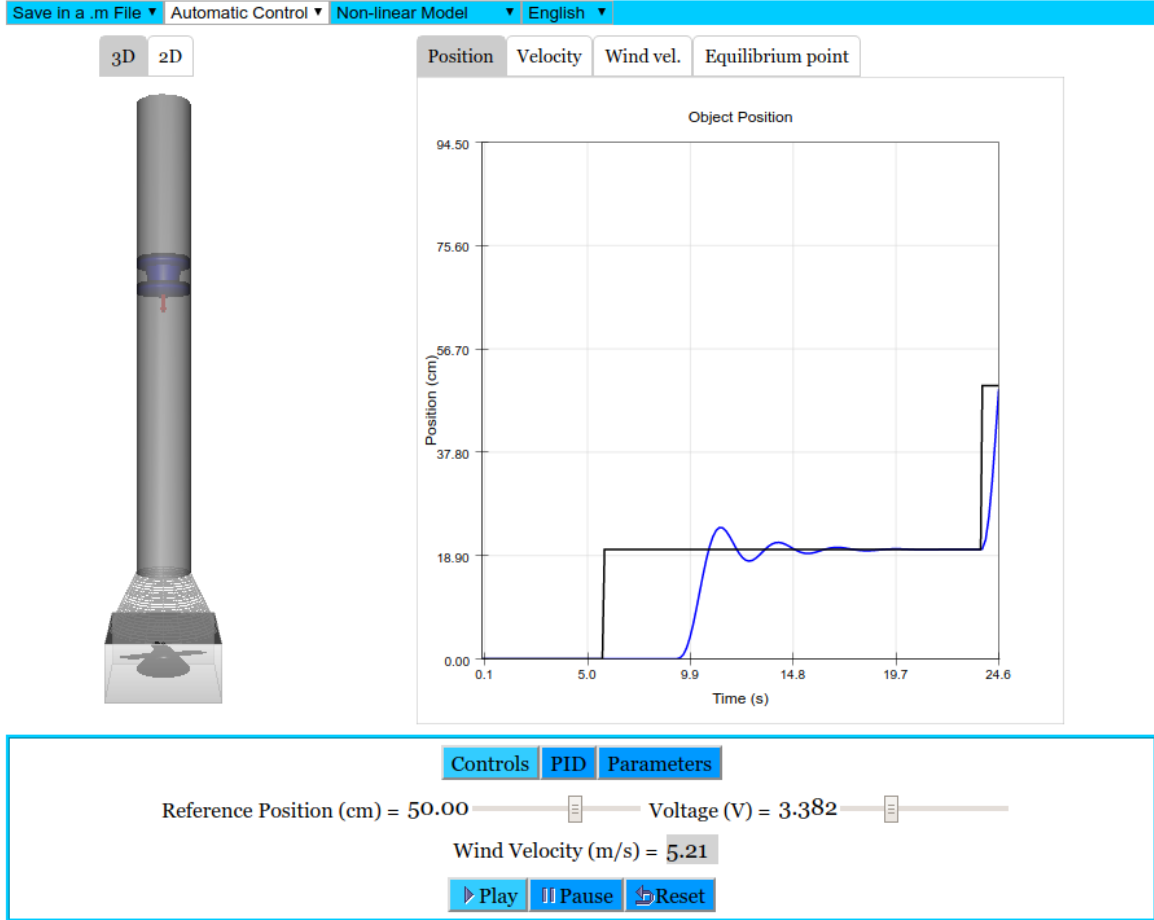 Save in a .m File ▼ Automatic Control ▼ Non-linear Model ▼ English ▼
3D 2D
Position Velocity Wind vel. Equilibrium point
Object Position
94.50
75.60
56.70
37.80
18.90
0.00
Position (cm)
0.1 5.0 9.9 14.8 19.7 24.6
Time (s)
Controls PID Parameters
Reference Position (cm) = 50.00 Voltage (V) = 3.382
Wind Velocity (m/s) = 5.21
Play Pause Reset